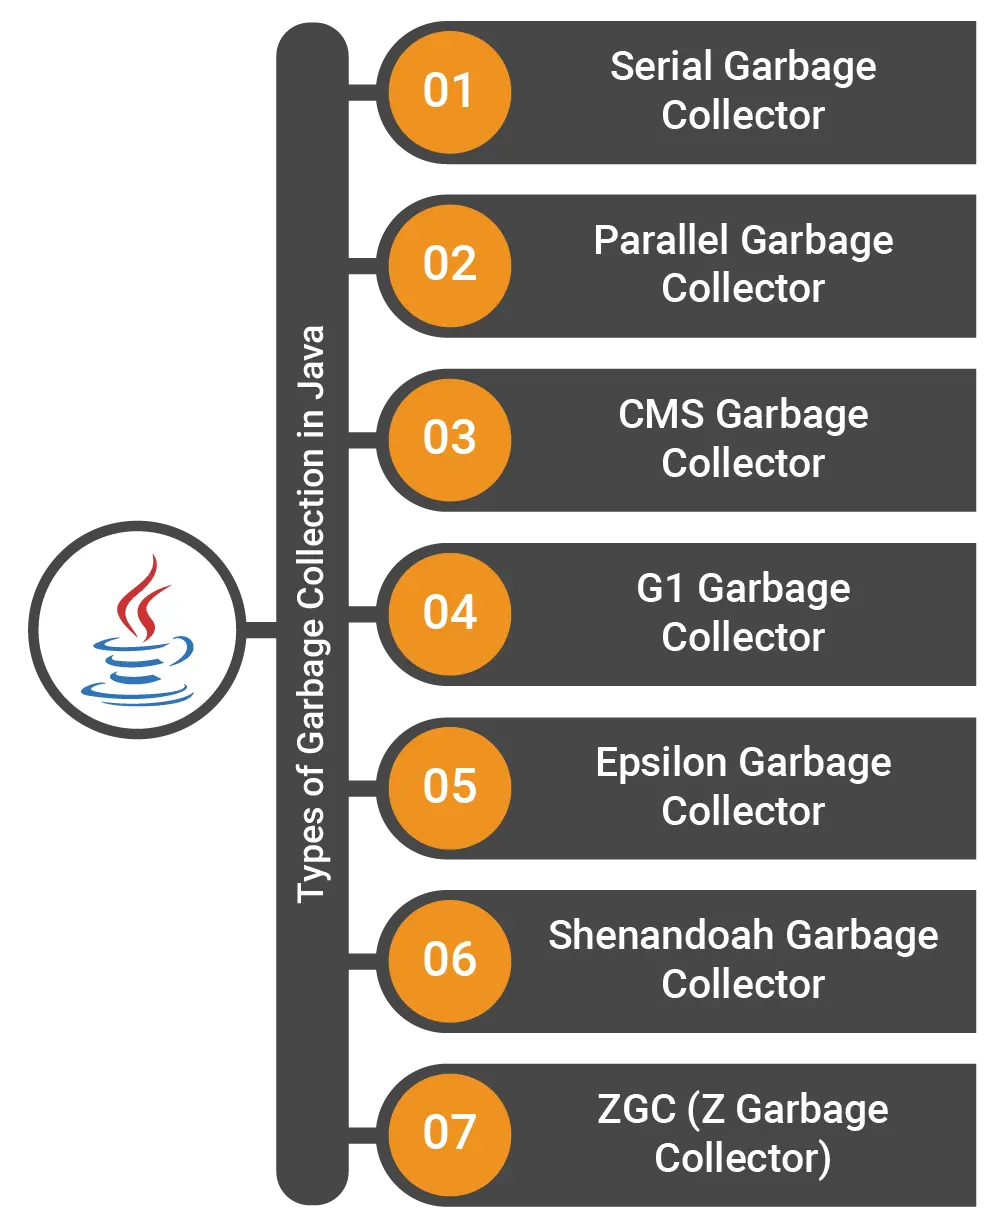 Types of Garbage Collection in Java
01
Serial Garbage
Collector
02
Parallel Garbage
Collector
03
CMS Garbage
Collector
04
G1 Garbage
Collector
05
Epsilon Garbage
Collector
06
Shenandoah Garbage
Collector
07
ZGC (Z Garbage
Collector)